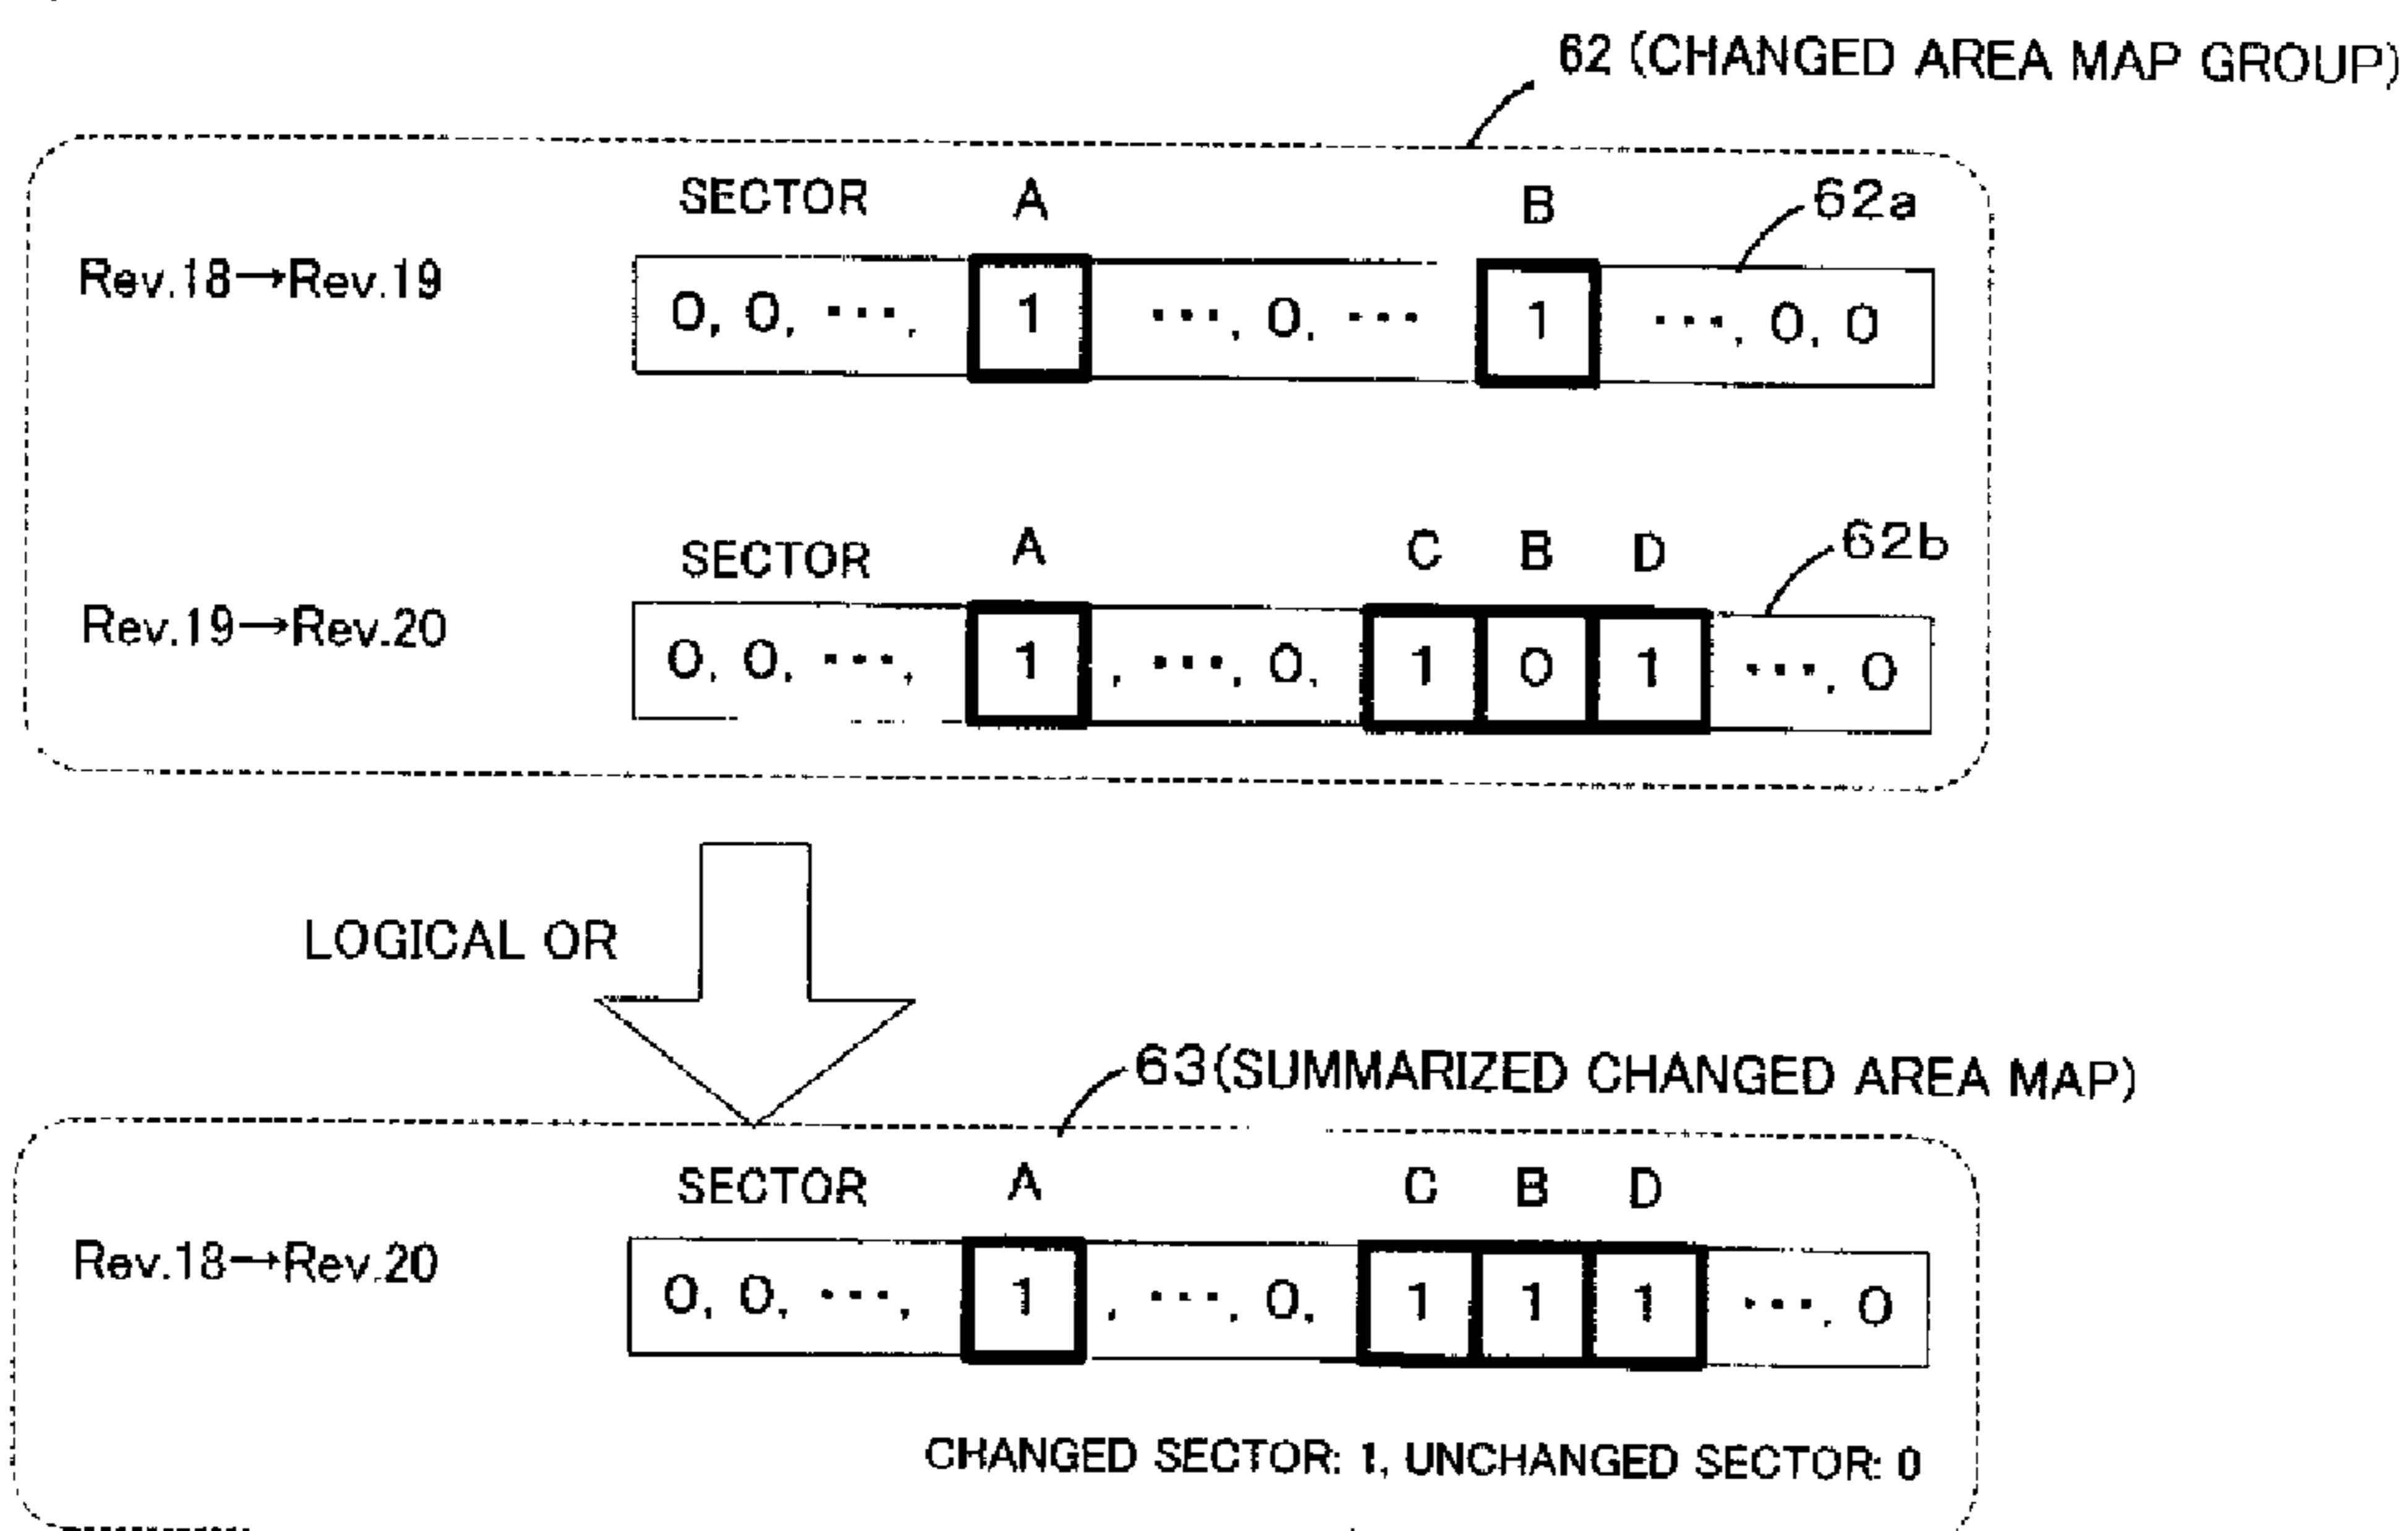 62 (CHANGED AREA MAP GROUP)
SECTOR A B 62a
Rev.18→Rev.19 0, 0, ···, 1 ···, 0, ··· 1 ···, 0, 0
SECTOR A C B D 62b
Rev.19→Rev.20 0, 0, ···, 1 , ···, 0, 1 0 1 ···, 0
LOGICAL OR
63(SUMMARIZED CHANGED AREA MAP)
SECTOR A C B D
Rev.18→Rev.20 0, 0, ···, 1 , ···, 0, 1 1 1 ···, 0
CHANGED SECTOR: 1, UNCHANGED SECTOR: 0